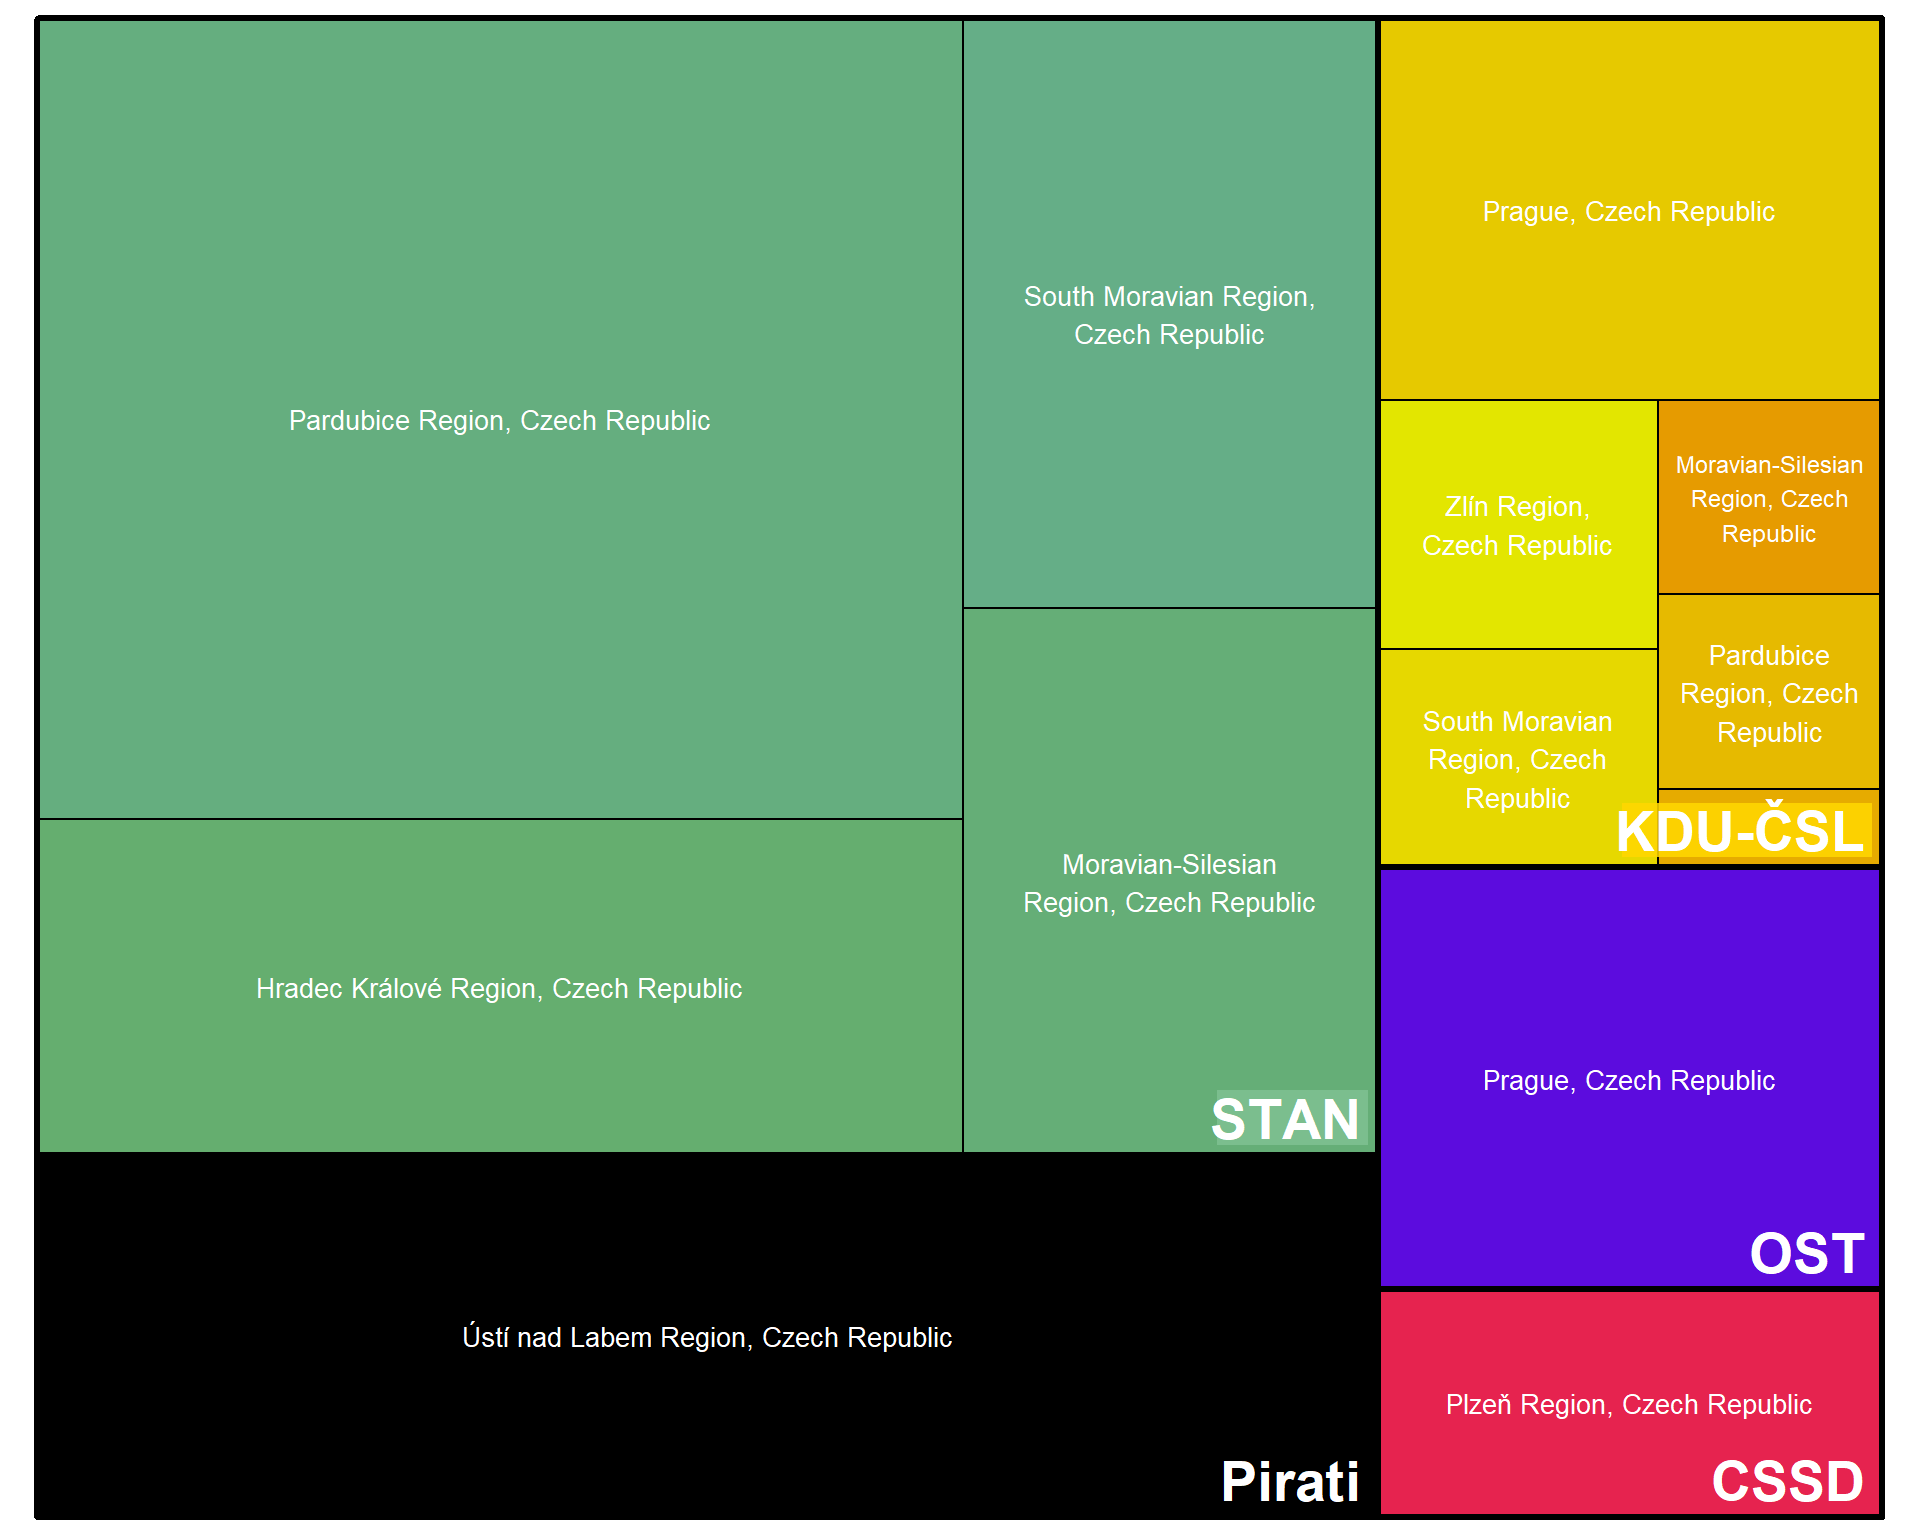 Pardubice Region, Czech Republic
Hradec Králové Region, Czech Republic
South Moravian Region,
Czech Republic
Moravian-Silesian
Region, Czech Republic
STAN
Ústí nad Labem Region, Czech Republic
Pirati
Prague, Czech Republic
Zlín Region,
Czech Republic
South Moravian
Region, Czech
Republic
Moravian-Silesian
Region, Czech
Republic
Pardubice
Region, Czech
Republic
KDU-ČSL
Prague, Czech Republic
OST
Plzeň Region, Czech Republic
CSSD